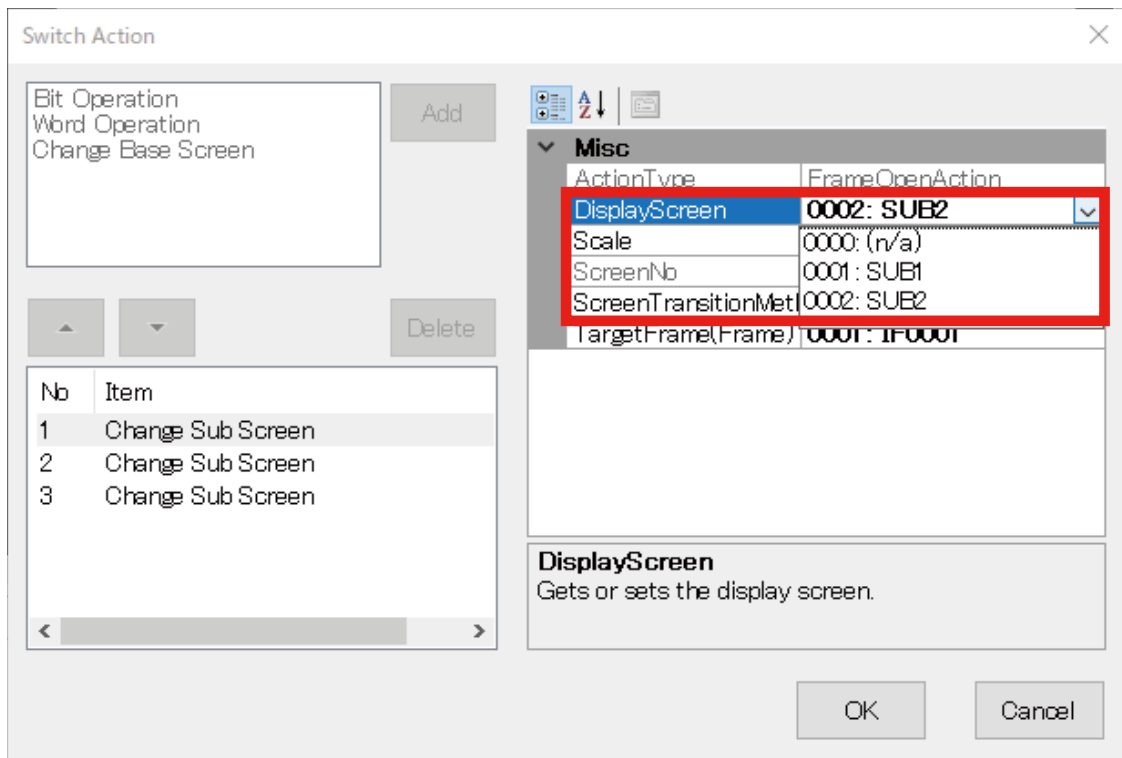 Switch Action
Bit Operation
Word Operation
Change Base Screen
Add
Delete
No Item
1 Change Sub Screen
2 Change Sub Screen
3 Change Sub Screen
Misc
ActionType FrameOpenAction
DisplayScreen 0002: SUB2
Scale 0000: (n/a)
ScreenNo 0001: SUB1
ScreenTransitionMet 0002: SUB2
TargetFrame(Frame) 0001: IF0001
DisplayScreen
Gets or sets the display screen.
OK Cancel